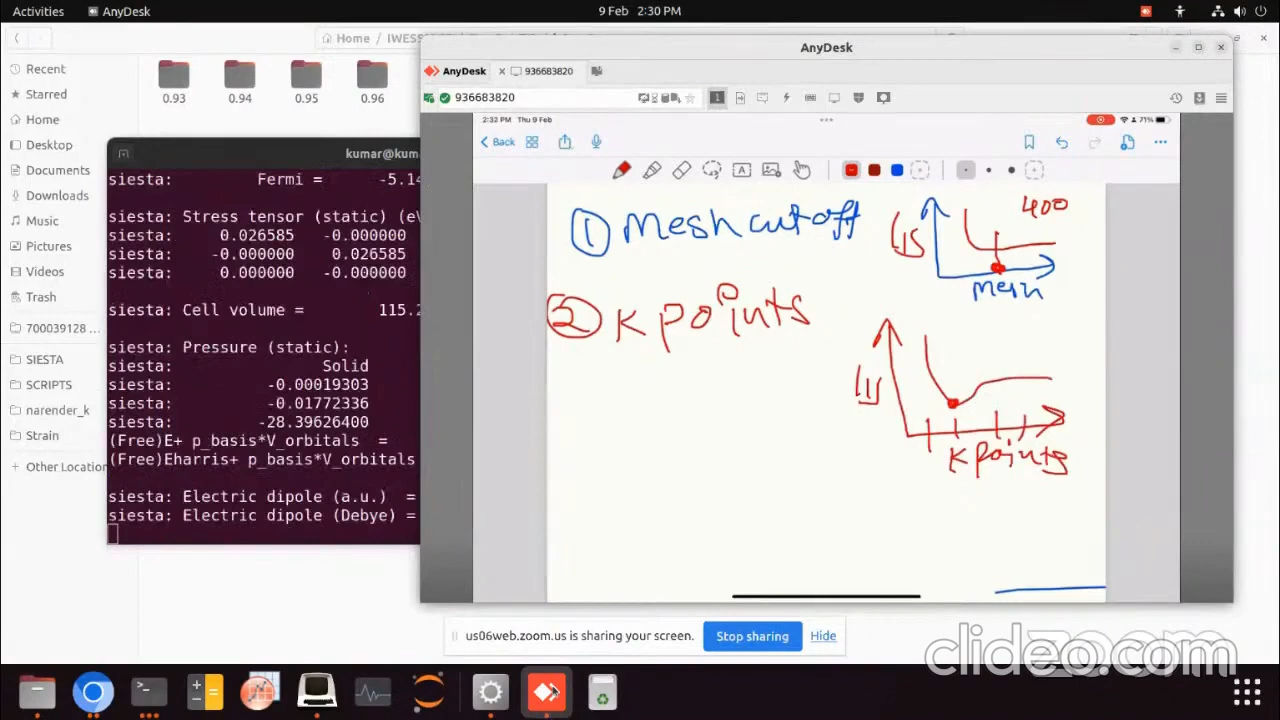 Activities
AnyDesk
9 Feb 2:30 PM
Home / IWES
0.93
0.94
0.95
0.96
Recent
Starred
Home
Desktop
Documents
Downloads
Music
Pictures
Videos
Trash
700039128 ...
SIESTA
SCRIPTS
narender_k
Strain
+ Other Location
kumar@kum
siesta: Fermi = -5.14
siesta: Stress tensor (static) (eV
siesta: 0.026585 -0.000000
siesta: -0.000000 0.026585
siesta: 0.000000 -0.000000
siesta: Cell volume = 115.2
siesta: Pressure (static):
siesta: Solid
siesta: -0.00019303
siesta: -0.01772336
siesta: -28.39626400
(Free)E+ p_basis*V_orbitals =
(Free)Eharris+ p_basis*V_orbitals
siesta: Electric dipole (a.u.) =
siesta: Electric dipole (Debye) =
AnyDesk
AnyDesk
936683820
936683820
2:32 PM Thu 9 Feb
71%
Back
① Mesh cutoff
400
Mesh
② K points
K points
us06web.zoom.us is sharing your screen.
Stop sharing
Hide
zoom
clideo.com